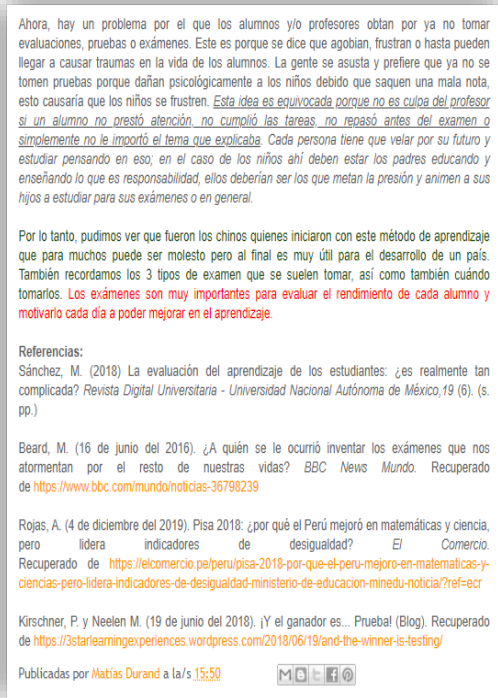 Ahora, hay un problema por el que los alumnos y/o profesores obtan por ya no tomar
evaluaciones, pruebas o exámenes. Este es porque se dice que agobian, frustran o hasta pueden
llegar a causar traumas en la vida de los alumnos. La gente se asusta y prefiere que ya no se
tomen pruebas porque dañan psicológicamente a los niños debido que saquen una mala nota,
esto causaría que los niños se frustren. Esta idea es equivocada porque no es culpa del profesor
si un alumno no prestó atención, no cumplió las tareas, no repasó antes del examen o
simplemente no le importó el tema que explicaba. Cada persona tiene que velar por su futuro y
estudiar pensando en eso; en el caso de los niños ahí deben estar los padres educando y
enseñando lo que es responsabilidad, ellos deberían ser los que metan la presión y animen a sus
hijos a estudiar para sus exámenes o en general.
Por lo tanto, pudimos ver que fueron los chinos quienes iniciaron con este método de aprendizaje
que para muchos puede ser molesto pero al final es muy útil para el desarrollo de un país.
También recordamos los 3 tipos de examen que se suelen tomar, así como también cuándo
tomarlos. Los exámenes son muy importantes para evaluar el rendimiento de cada alumno y
motivarlo cada día a poder mejorar en el aprendizaje.
Referencias:
Sánchez, M. (2018) La evaluación del aprendizaje de los estudiantes: ¿es realmente tan
complicada? Revista Digital Universitaria - Universidad Nacional Autónoma de México,19 (6). (s.
pp.)
Beard, M. (16 de junio del 2016). ¿A quién se le ocurrió inventar los exámenes que nos
atormentan por el resto de nuestras vidas? BBC News Mundo. Recuperado
de https://www.bbc.com/mundo/noticias-36798239
Rojas, A. (4 de diciembre del 2019). Pisa 2018: ¿por qué el Perú mejoró en matemáticas y ciencia,
pero lidera indicadores de desigualdad? El Comercio.
Recuperado de https://elcomercio.pe/peru/pisa-2018-por-que-el-peru-mejoro-en-matematicas-y-
ciencias-pero-lidera-indicadores-de-desigualdad-ministerio-de-educacion-minedu-noticia/?ref=ecr
Kirschner, P. y Neelen M. (19 de junio del 2018). ¡Y el ganador es... Prueba! (Blog). Recuperado
de https://3starlearningexperiences.wordpress.com/2018/06/19/and-the-winner-is-testing/
Publicadas por Matías Durand a la/s 15:50